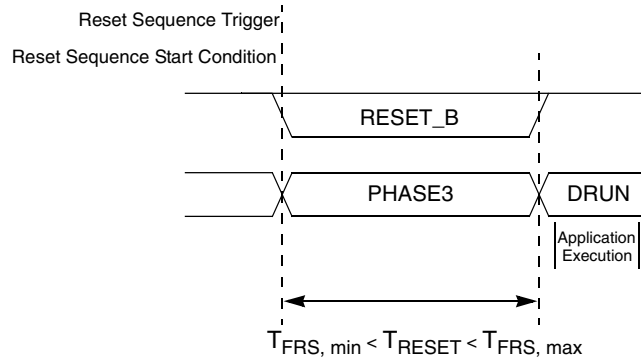 Reset Sequence Trigger
Reset Sequence Start Condition
RESET_B
PHASE3
DRUN
Application
Execution
TFRS, min < TRESET < TFRS, max